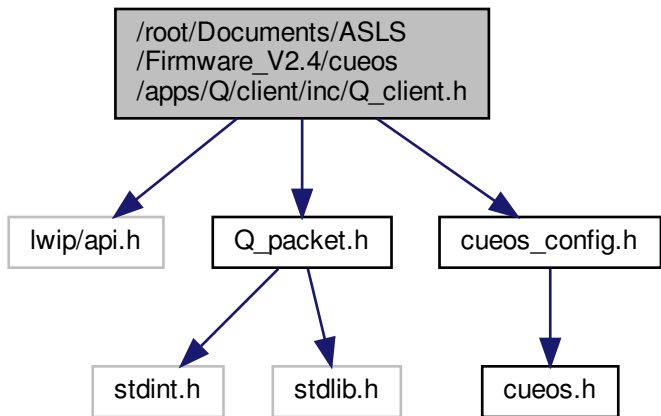 /root/Documents/ASLS
/Firmware_V2.4/cueos
/apps/Q/client/inc/Q_client.h
lwip/api.h
Q_packet.h
cueos_config.h
stdint.h
stdlib.h
cueos.h